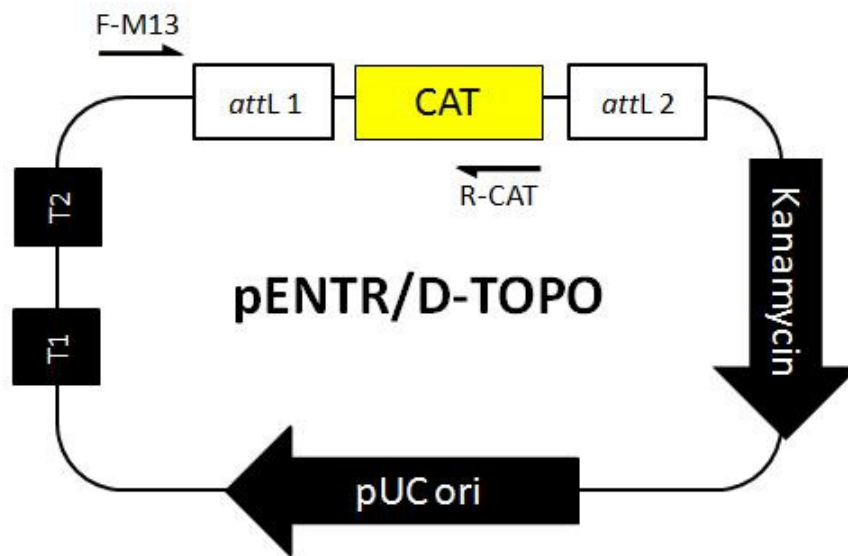 F-M13
attL 1
CAT
attL 2
R-CAT
T2
Kanamycin
pENTR/D-TOPO
T1
pUC ori